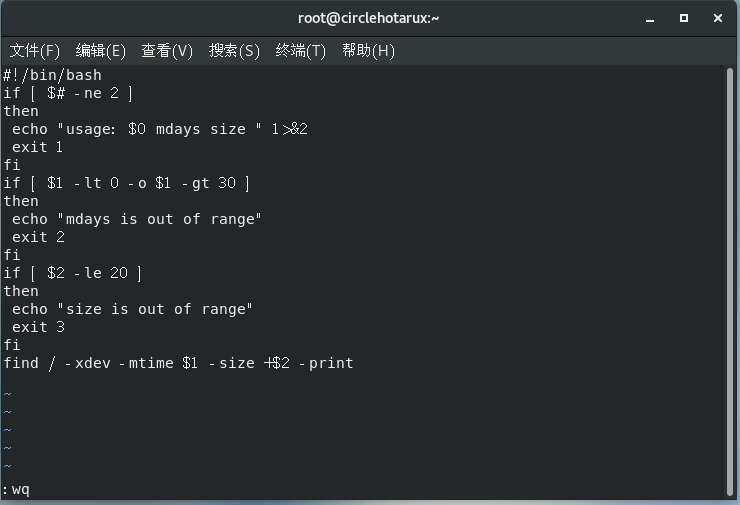 root@circlehotarux:~
文件(F) 编辑(E) 查看(V) 搜索(S) 终端(T) 帮助(H)
#!/bin/bash
if [ $# -ne 2 ]
then
 echo "usage: $0 mdays size " 1>&2
 exit 1
fi
if [ $1 -lt 0 -o $1 -gt 30 ]
then
 echo "mdays is out of range"
 exit 2
fi
if [ $2 -le 20 ]
then
 echo "size is out of range"
 exit 3
fi
find / -xdev -mtime $1 -size +$2 -print
~
~
~
~
~
:wq